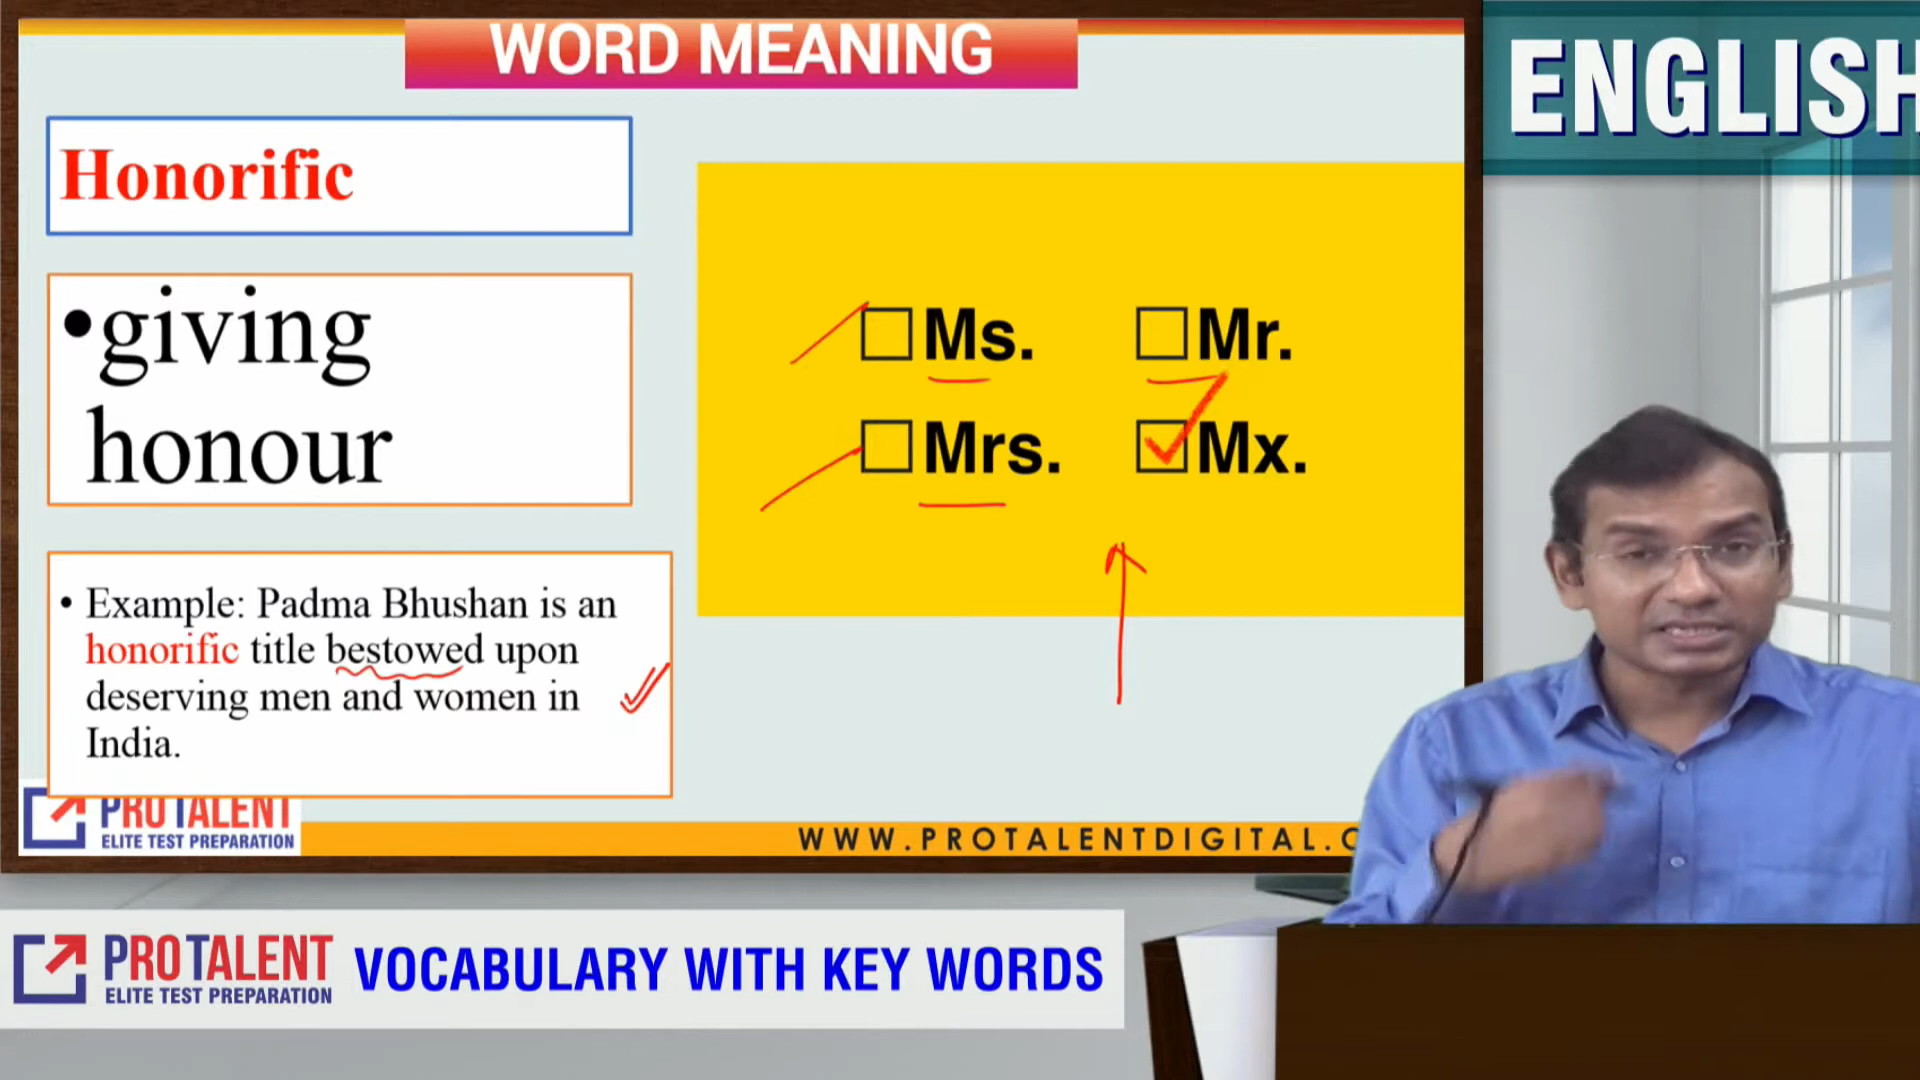 WORD MEANING
ENGLISH
Honorific
•giving
honour
Ms. Mr.
Mrs. Mx.
• Example: Padma Bhushan is an
honorific title bestowed upon
deserving men and women in
India.
PROTALENT
ELITE TEST PREPARATION
WWW.PROTALENTDIGITAL.C
PROTALENT
ELITE TEST PREPARATION
VOCABULARY WITH KEY WORDS